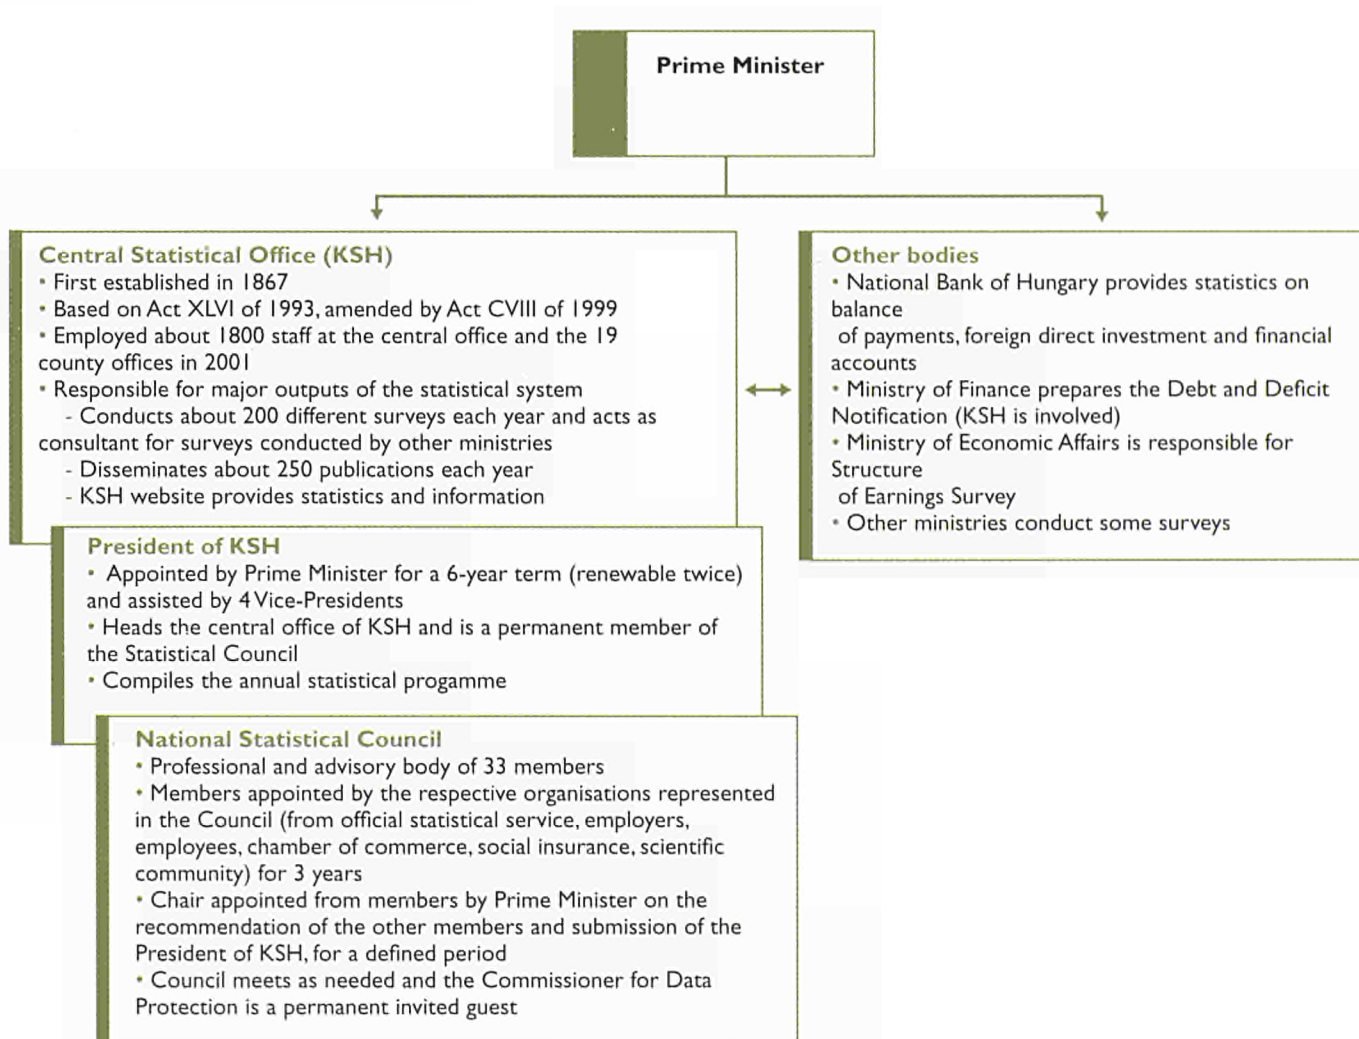 Prime Minister
Central Statistical Office (KSH)
• First established in 1867
• Based on Act XLVI of 1993, amended by Act CVIII of 1999
• Employed about 1800 staff at the central office and the 19
county offices in 2001
• Responsible for major outputs of the statistical system
- Conducts about 200 different surveys each year and acts as
consultant for surveys conducted by other ministries
- Disseminates about 250 publications each year
- KSH website provides statistics and information
President of KSH
• Appointed by Prime Minister for a 6-year term (renewable twice)
and assisted by 4 Vice-Presidents
• Heads the central office of KSH and is a permanent member of
the Statistical Council
• Compiles the annual statistical progamme
National Statistical Council
• Professional and advisory body of 33 members
• Members appointed by the respective organisations represented
in the Council (from official statistical service, employers,
employees, chamber of commerce, social insurance, scientific
community) for 3 years
• Chair appointed from members by Prime Minister on the
recommendation of the other members and submission of the
President of KSH, for a defined period
• Council meets as needed and the Commissioner for Data
Protection is a permanent invited guest
Other bodies
• National Bank of Hungary provides statistics on
balance
of payments, foreign direct investment and financial
accounts
• Ministry of Finance prepares the Debt and Deficit
Notification (KSH is involved)
• Ministry of Economic Affairs is responsible for
Structure
of Earnings Survey
• Other ministries conduct some surveys